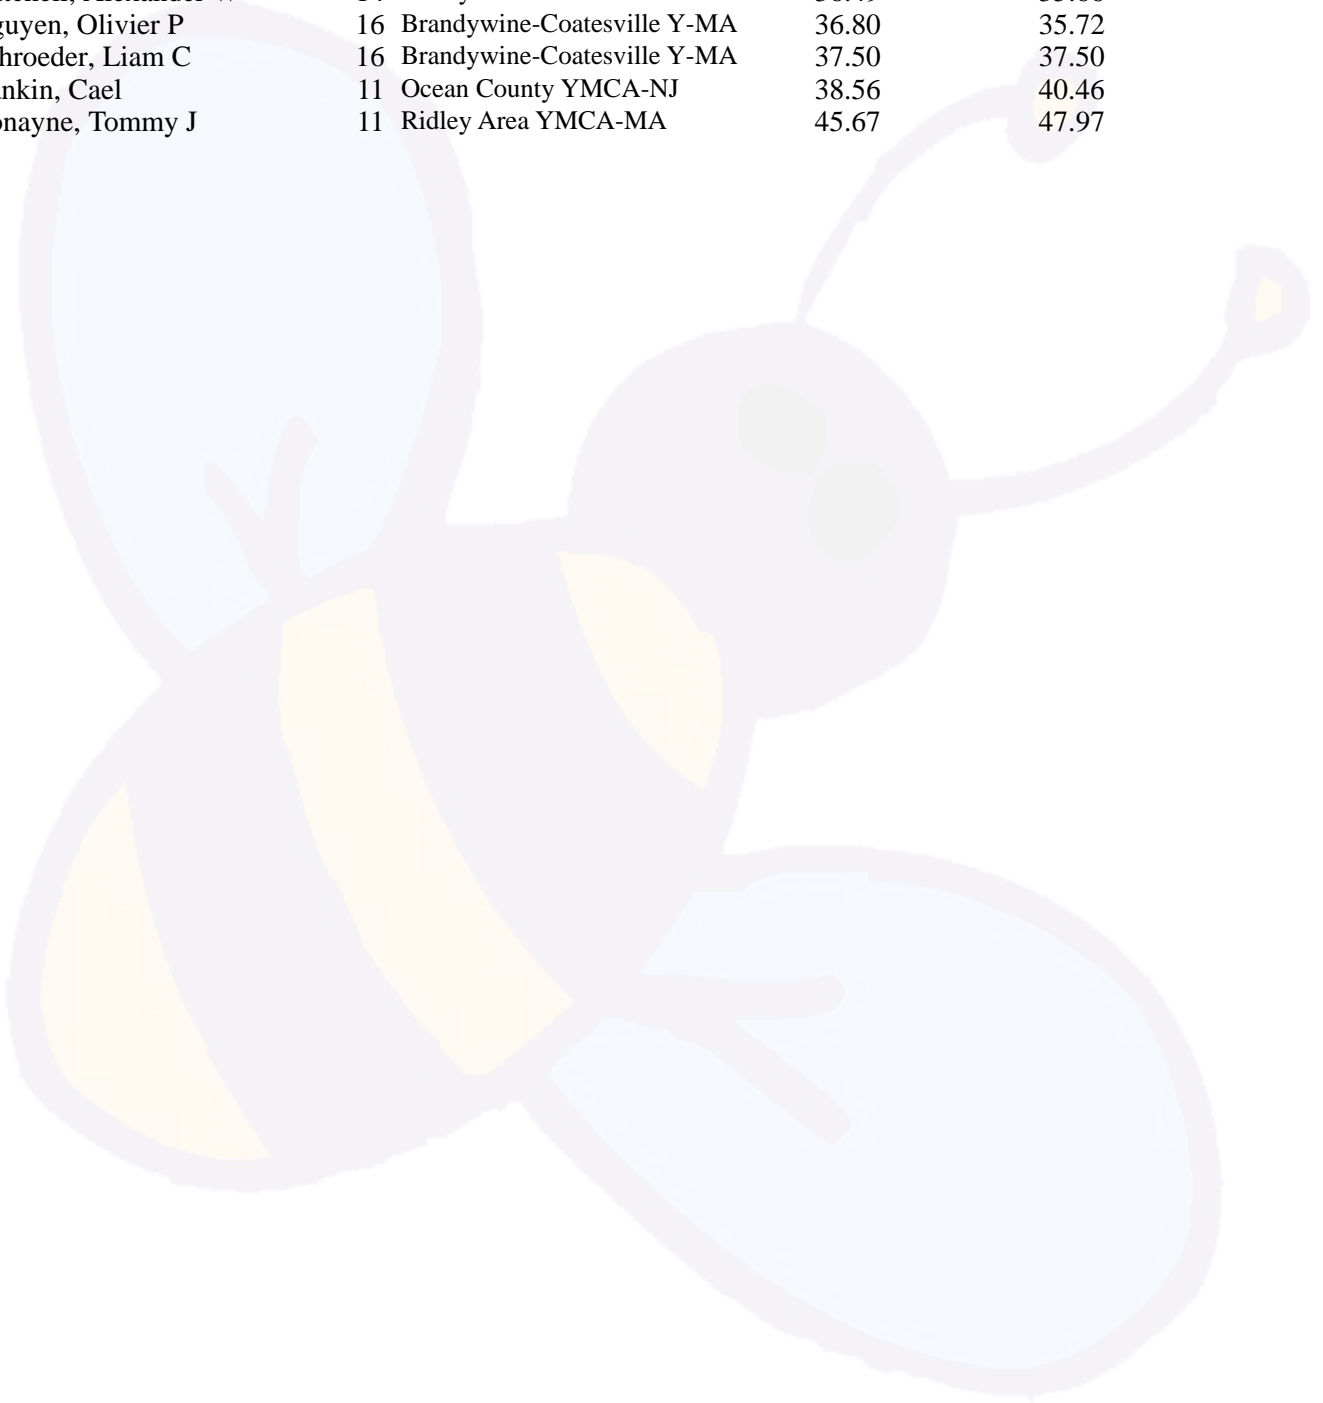 Alexander
guyen, Olivier P 16 Brandywine-Coatesville Y-MA 36.80 35.72
hroeder, Liam C 16 Brandywine-Coatesville Y-MA 37.50 37.50
nkin, Cael 11 Ocean County YMCA-NJ 38.56 40.46
onayne, Tommy J 11 Ridley Area YMCA-MA 45.67 47.97